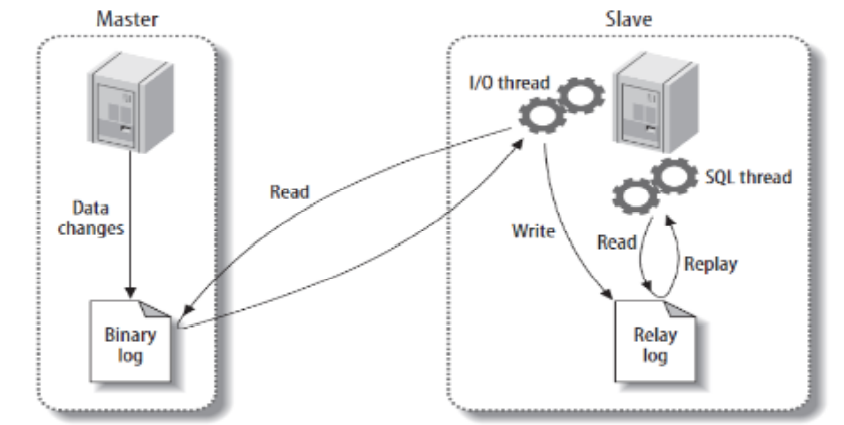 Master
Slave
I/O thread
SQL thread
Data
changes
Read
Write
Read
Replay
Binary
log
Relay
log